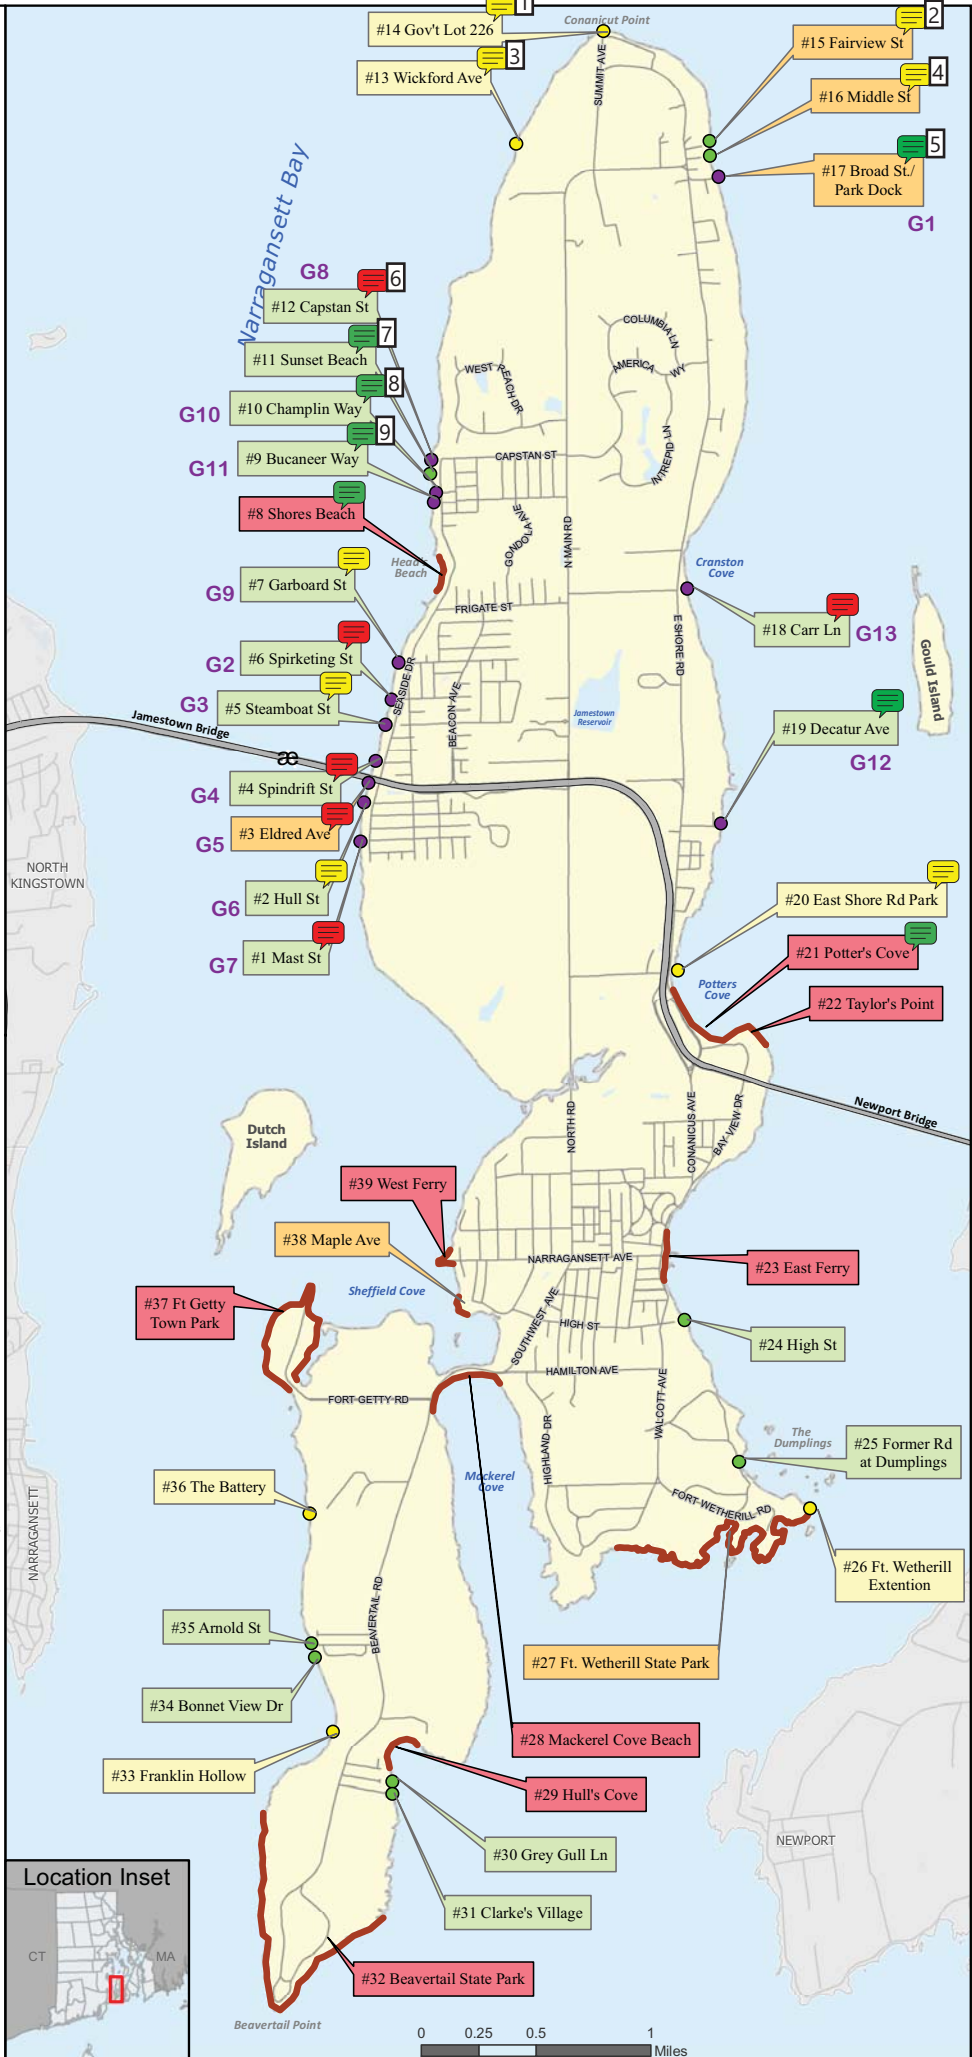 1
#14 Gov't Lot 226
Conanicut Point
2
#15 Fairview St
3
#13 Wickford Ave
SUMMIT AVE
4
#16 Middle St
5
#17 Broad St./
Park Dock
G1
Narragansett Bay
G8
6
#12 Capstan St
7
#11 Sunset Beach
8
G10
#10 Champlin Way
9
G11
#9 Bucaneer Way
#8 Shores Beach
COLUMBIA LN
AMERICA WY
WEST REACH DR
INTREPID LN
CAPSTAN ST
GONDOLA AVE
N MAIN RD
Head's
Beach
Cranston
Cove
G9
#7 Garboard St
FRIGATE ST
#18 Carr Ln
G13
E SHORE RD
Gould Island
G2
#6 Spirketing St
SEASIDE DR
G3
#5 Steamboat St
BEACON AVE
Jamestown
Reservoir
#19 Decatur Ave
G12
Jamestown Bridge
æ
G4
#4 Spindrift St
G5
#3 Eldred Ave
NORTH
KINGSTOWN
G6
#2 Hull St
#20 East Shore Rd Park
G7
#1 Mast St
#21 Potter's Cove
Potters
Cove
#22 Taylor's Point
Newport Bridge
NORTH RD
CONANICUS AVE
BAY VIEW DR
Dutch
Island
#39 West Ferry
#38 Maple Ave
NARRAGANSETT AVE
#23 East Ferry
Sheffield Cove
#37 Ft Getty
Town Park
SOUTHWEST AVE
HIGH ST
#24 High St
HAMILTON AVE
FORT GETTY RD
WALCOTT AVE
HIGHLAND DR
The
Dumplings
#25 Former Rd
at Dumplings
Mackerel
Cove
#36 The Battery
FORT WETHERILL RD
NARRAGANSETT
#26 Ft. Wetherill
Extention
BEAVERTAIL RD
#35 Arnold St
#27 Ft. Wetherill State Park
#34 Bonnet View Dr
#28 Mackerel Cove Beach
#33 Franklin Hollow
#29 Hull's Cove
NEWPORT
#30 Grey Gull Ln
Location Inset
#31 Clarke's Village
CT
MA
#32 Beavertail State Park
Beavertail Point
0 0.25 0.5 1
Miles